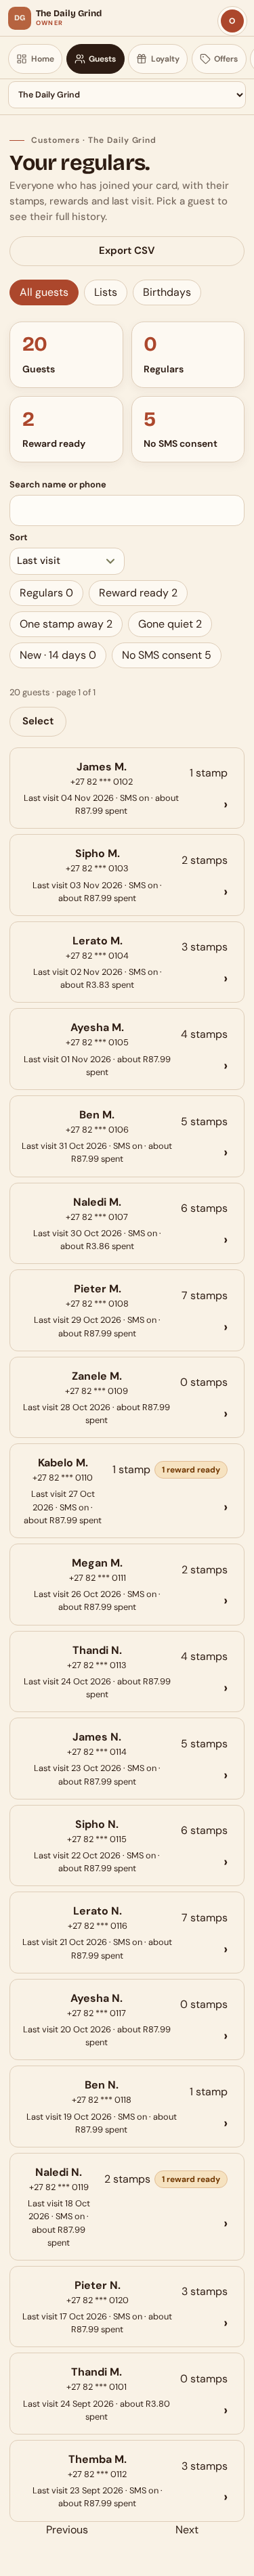 DG
The Daily Grind
OWNER
O
Home
Guests
Loyalty
Offers
The Daily Grind
Customers · The Daily Grind
Your regulars.
Everyone who has joined your card, with their
stamps, rewards and last visit. Pick a guest to
see their full history.
Export CSV
All guests
Lists
Birthdays
20
Guests
0
Regulars
2
Reward ready
5
No SMS consent
Search name or phone
Sort
Last visit
Regulars 0
Reward ready 2
One stamp away 2
Gone quiet 2
New · 14 days 0
No SMS consent 5
20 guests · page 1 of 1
Select
James M.
+27 82 *** 0102
Last visit 04 Nov 2026 · SMS on · about
R87.99 spent
1 stamp
›
Sipho M.
+27 82 *** 0103
Last visit 03 Nov 2026 · SMS on ·
about R87.99 spent
2 stamps
›
Lerato M.
+27 82 *** 0104
Last visit 02 Nov 2026 · SMS on ·
about R3.83 spent
3 stamps
›
Ayesha M.
+27 82 *** 0105
Last visit 01 Nov 2026 · about R87.99
spent
4 stamps
›
Ben M.
+27 82 *** 0106
Last visit 31 Oct 2026 · SMS on · about
R87.99 spent
5 stamps
›
Naledi M.
+27 82 *** 0107
Last visit 30 Oct 2026 · SMS on ·
about R3.86 spent
6 stamps
›
Pieter M.
+27 82 *** 0108
Last visit 29 Oct 2026 · SMS on ·
about R87.99 spent
7 stamps
›
Zanele M.
+27 82 *** 0109
Last visit 28 Oct 2026 · about R87.99
spent
0 stamps
›
Kabelo M.
+27 82 *** 0110
Last visit 27 Oct
2026 · SMS on ·
about R87.99 spent
1 stamp
1 reward ready
›
Megan M.
+27 82 *** 0111
Last visit 26 Oct 2026 · SMS on ·
about R87.99 spent
2 stamps
›
Thandi N.
+27 82 *** 0113
Last visit 24 Oct 2026 · about R87.99
spent
4 stamps
›
James N.
+27 82 *** 0114
Last visit 23 Oct 2026 · SMS on ·
about R87.99 spent
5 stamps
›
Sipho N.
+27 82 *** 0115
Last visit 22 Oct 2026 · SMS on ·
about R87.99 spent
6 stamps
›
Lerato N.
+27 82 *** 0116
Last visit 21 Oct 2026 · SMS on · about
R87.99 spent
7 stamps
›
Ayesha N.
+27 82 *** 0117
Last visit 20 Oct 2026 · about R87.99
spent
0 stamps
›
Ben N.
+27 82 *** 0118
Last visit 19 Oct 2026 · SMS on · about
R87.99 spent
1 stamp
›
Naledi N.
+27 82 *** 0119
Last visit 18 Oct
2026 · SMS on ·
about R87.99
spent
2 stamps
1 reward ready
›
Pieter N.
+27 82 *** 0120
Last visit 17 Oct 2026 · SMS on · about
R87.99 spent
3 stamps
›
Thandi M.
+27 82 *** 0101
Last visit 24 Sept 2026 · about R3.80
spent
0 stamps
›
Themba M.
+27 82 *** 0112
Last visit 23 Sept 2026 · SMS on ·
about R87.99 spent
3 stamps
›
Previous
Next